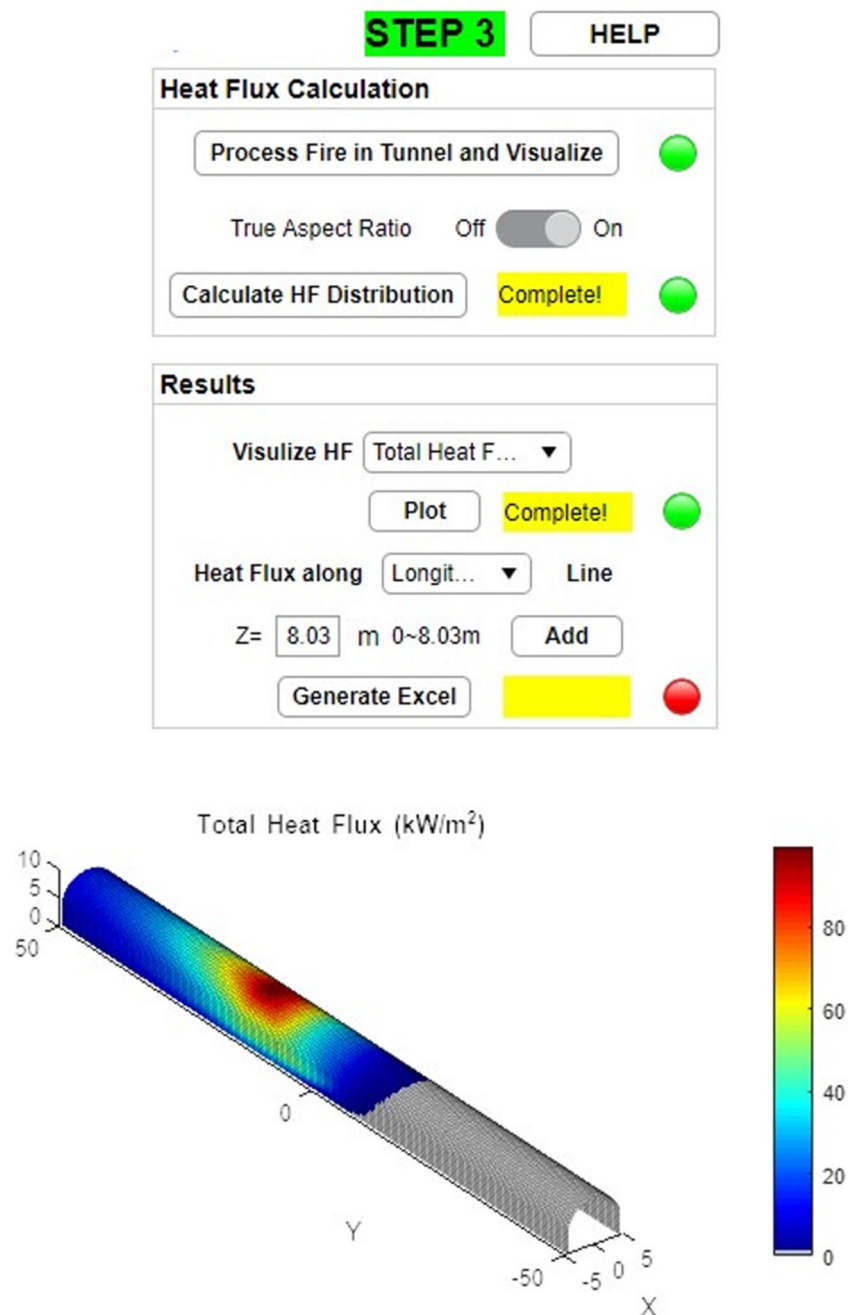 STEP 3 HELP
Heat Flux Calculation
Process Fire in Tunnel and Visualize
True Aspect Ratio Off On
Calculate HF Distribution Complete!
Results
Visulize HF Total Heat F... ▼
Plot Complete!
Heat Flux along Longit... ▼ Line
Z= 8.03 m 0~8.03m Add
Generate Excel
Total Heat Flux (kW/m²)
10
5
0
50
0
Y
-50
-5
0
5
X
80
60
40
20
0